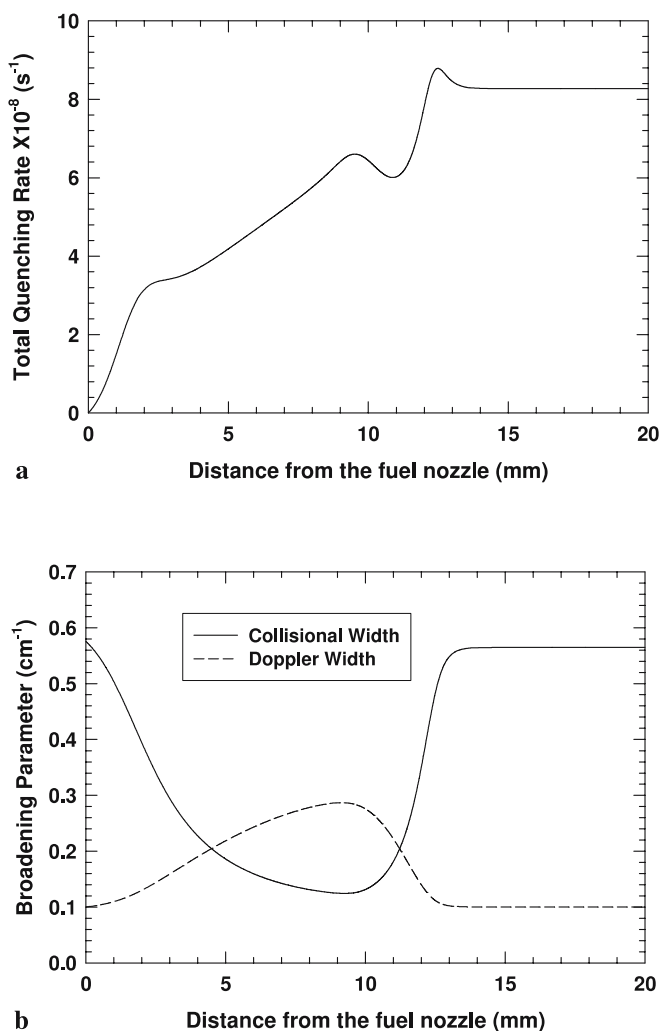 10
8
6
4
2
0
Total Quenching Rate X10-8 (s-1)
0 5 10 15 20
Distance from the fuel nozzle (mm)
a
0.7
0.6
0.5
0.4
0.3
0.2
0.1
0.0
Broadening Parameter (cm-1)
Collisional Width
Doppler Width
0 5 10 15 20
Distance from the fuel nozzle (mm)
b